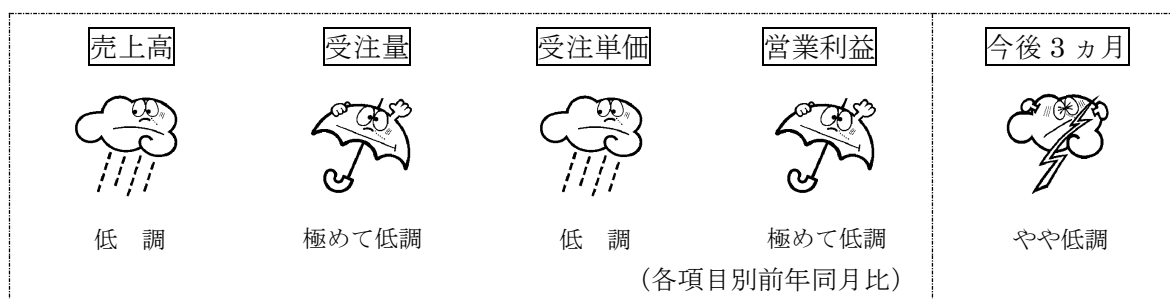 売上高 受注量 受注単価 営業利益 今後3ヵ月
低　調 極めて低調 低　調 極めて低調 やや低調
(各項目別前年同月比)